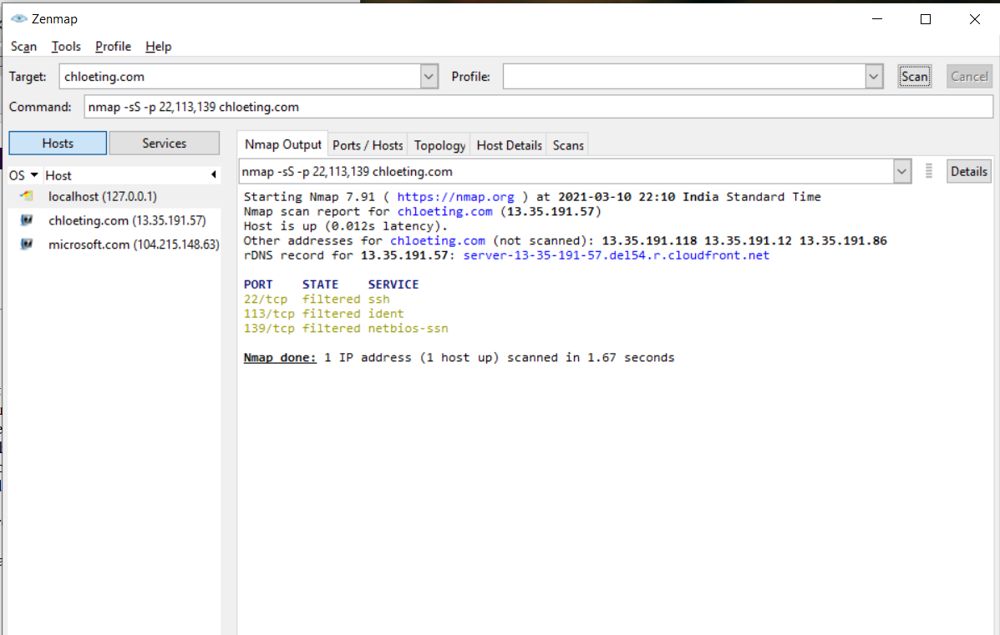 Zenmap
Scan Tools Profile Help
Target: chloeting.com Profile: Scan Cancel
Command: nmap -sS -p 22,113,139 chloeting.com
Hosts Services
Nmap Output Ports / Hosts Topology Host Details Scans
OS Host
localhost (127.0.0.1)
chloeting.com (13.35.191.57)
microsoft.com (104.215.148.63)
nmap -sS -p 22,113,139 chloeting.com Details
Starting Nmap 7.91 ( https://nmap.org ) at 2021-03-10 22:10 India Standard Time
Nmap scan report for chloeting.com (13.35.191.57)
Host is up (0.012s latency).
Other addresses for chloeting.com (not scanned): 13.35.191.118 13.35.191.12 13.35.191.86
rDNS record for 13.35.191.57: server-13-35-191-57.del54.r.cloudfront.net
PORT STATE SERVICE
22/tcp filtered ssh
113/tcp filtered ident
139/tcp filtered netbios-ssn
Nmap done: 1 IP address (1 host up) scanned in 1.67 seconds